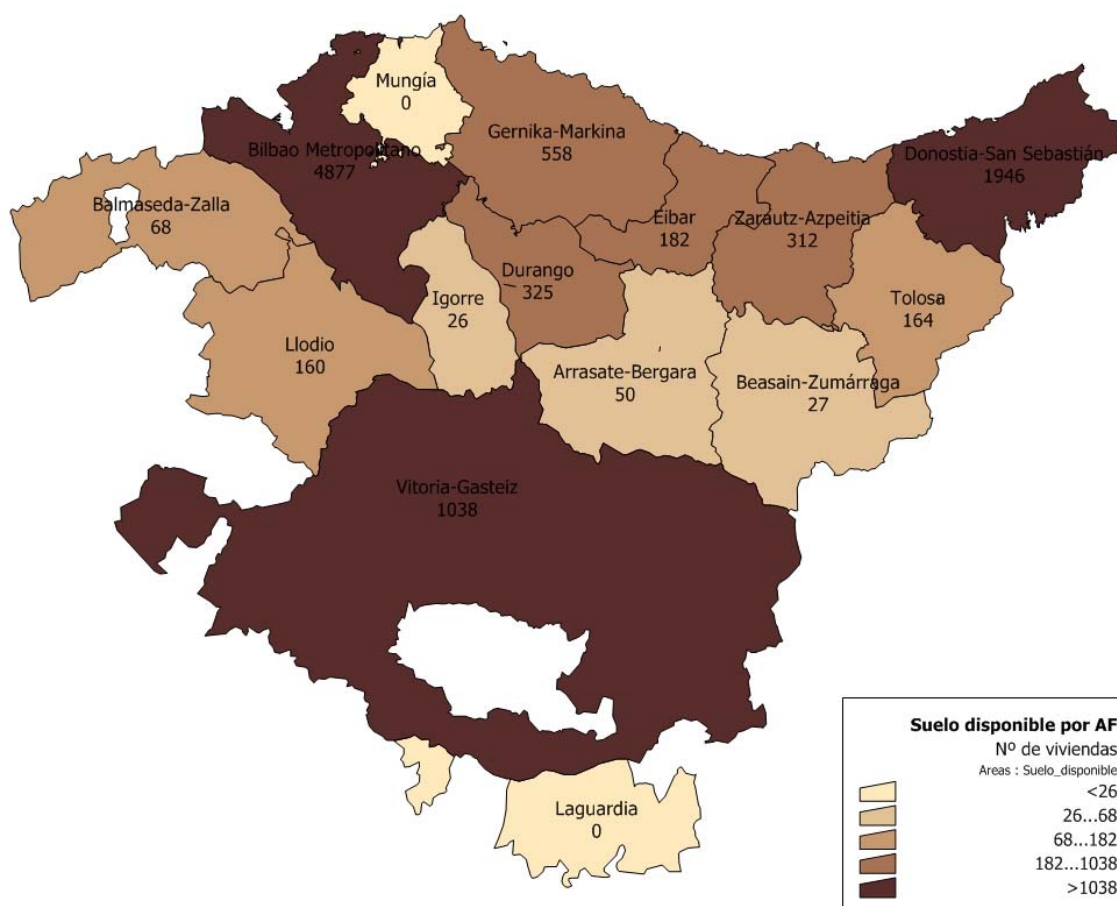 Mungía
0
Gernika-Markina
558
Bilbao Metropolitano
4877
Donostia-San Sebastián
1946
Balmaseda-Zalla
68
Eibar
182
Zarautz-Azpeitia
312
Durango
325
Igorre
26
Tolosa
164
Llodio
160
Arrasate-Bergara
50
Beasain-Zumárraga
27
Vitoria-Gasteiz
1038
Laguardia
0
Suelo disponible por AF
Nº de viviendas
Areas : Suelo_disponible
<26
26...68
68...182
182...1038
>1038